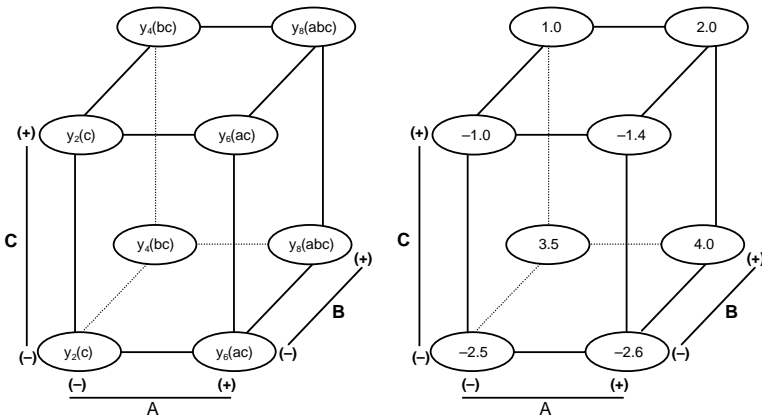 y₄(bc) y₈(abc) 1.0 2.0
(+) y₂(c) y₆(ac) (+) –1.0 –1.4
C y₄(bc) y₈(abc) (+) C 3.5 4.0 (+)
B B
(–) y₂(c) y₆(ac) (–) (–) –2.5 –2.6 (–)
(–) (+) (–) (+)
A A